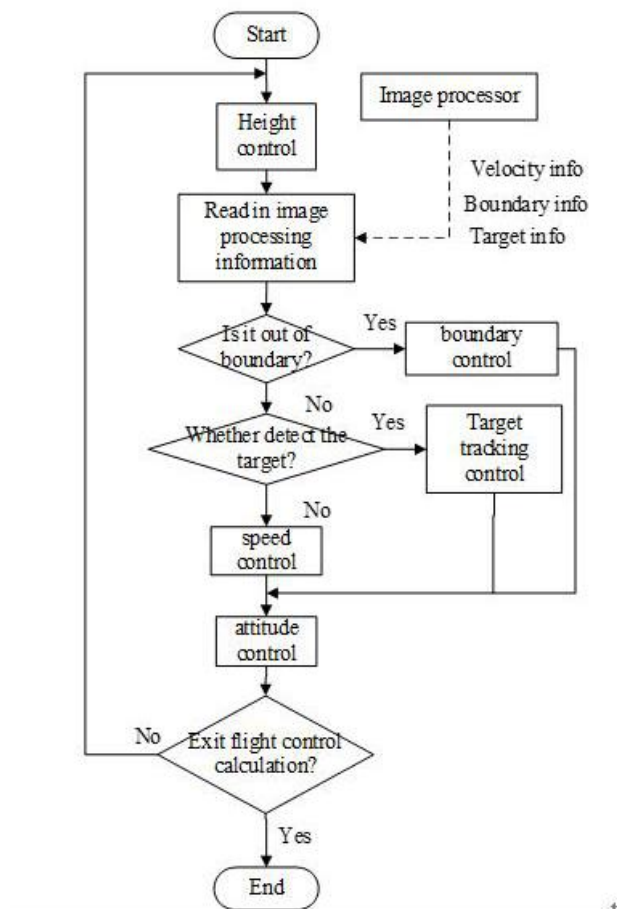 Start
Image processor
Height
control
Velocity info
Boundary info
Target info
Read in image
processing
information
Is it out of
boundary?
Yes
boundary
control
No
Whether detect the
target?
Yes
Target
tracking
control
No
speed
control
attitude
control
No
Exit flight control
calculation?
Yes
End